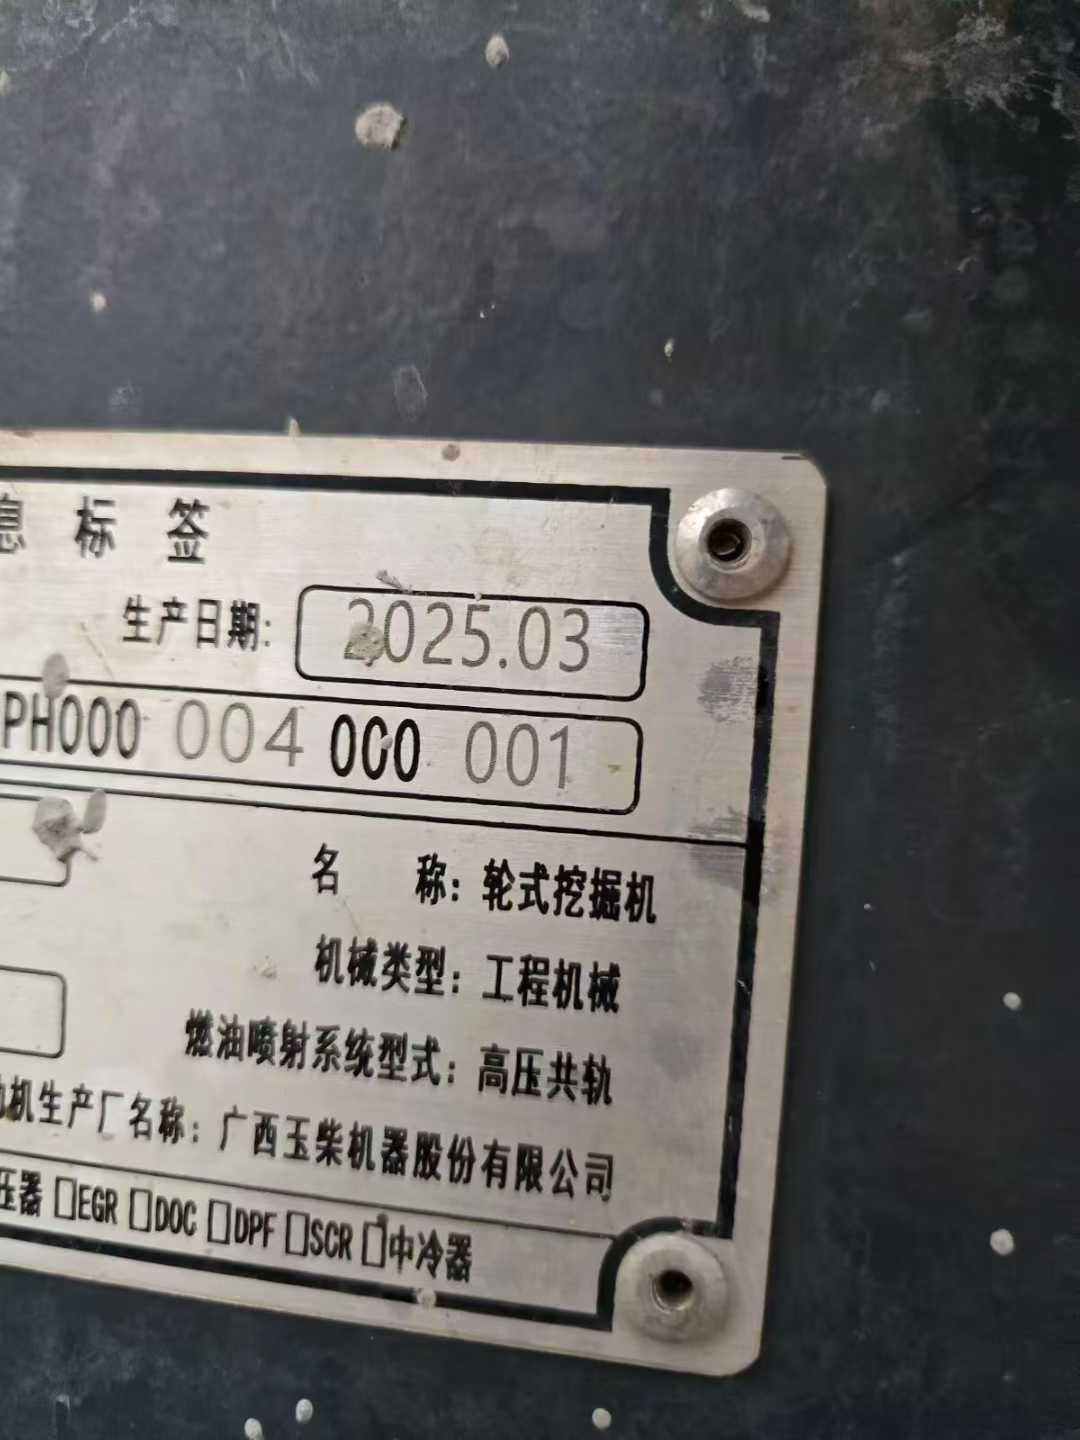 息标签
生产日期: 2025.03
PH000 004 000 001
名 称: 轮式挖掘机
机械类型: 工程机械
燃油喷射系统型式: 高压共轨
动机生产厂名称: 广西玉柴机器股份有限公司
压器 □EGR □DOC □DPF □SCR □中冷器